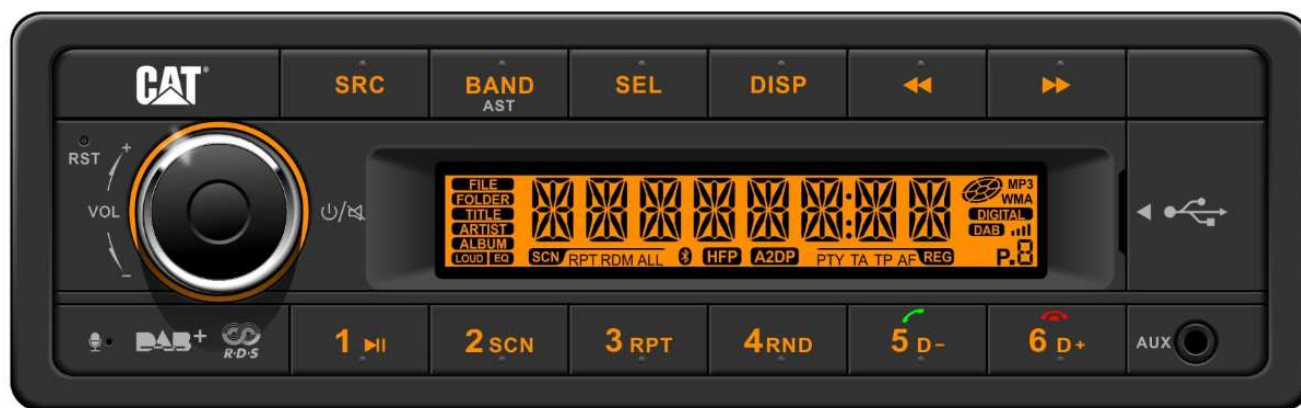 CAT
SRC
BAND
AST
SEL
DISP
RST
+
VOL
-
FILE
FOLDER
TITLE
ARTIST
ALBUM
LOUD EQ
SCN RPT RDM ALL HFP A2DP PTY TA TP AF REG
MP3
WMA
DIGITAL
DAB
P.8
DAB+
R·D·S
1
2 SCN
3 RPT
4 RND
5 D-
6 D+
AUX